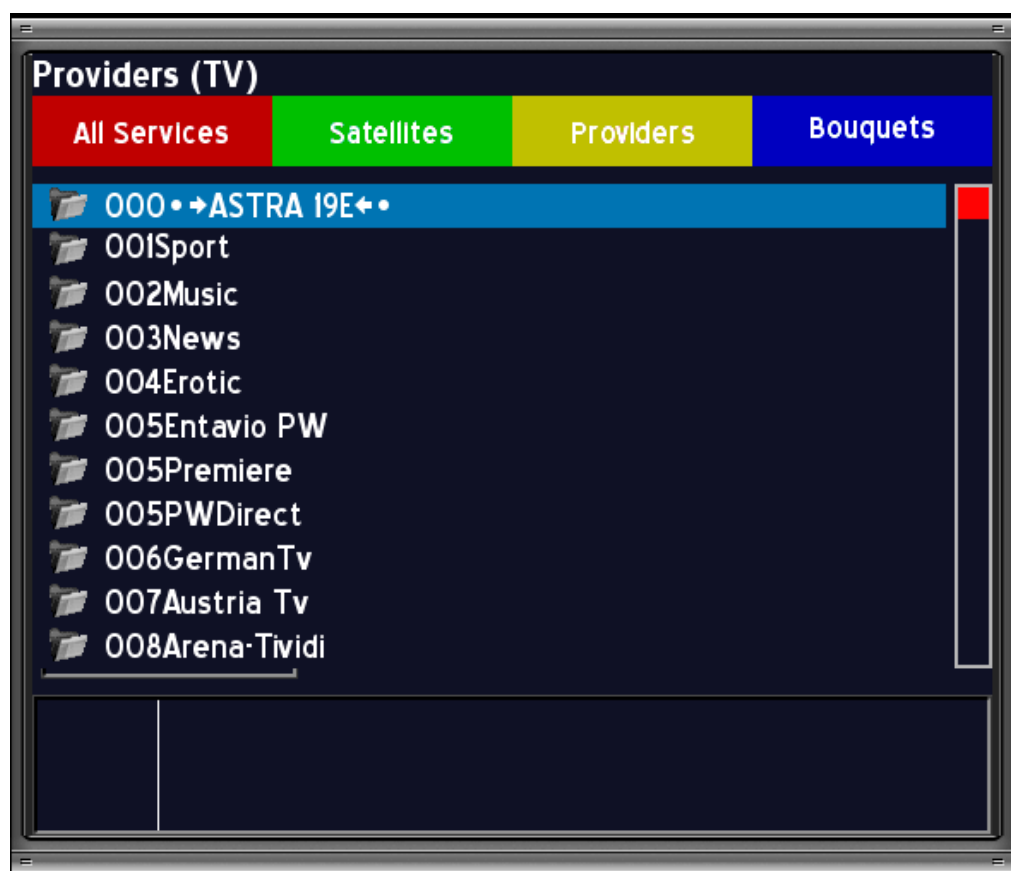 Providers (TV)
All Services Satellites Providers Bouquets
000•→ASTRA 19E←•
001Sport
002Music
003News
004Erotic
005Entavio PW
005Premiere
005PWDirect
006GermanTv
007Austria Tv
008Arena-Tividi